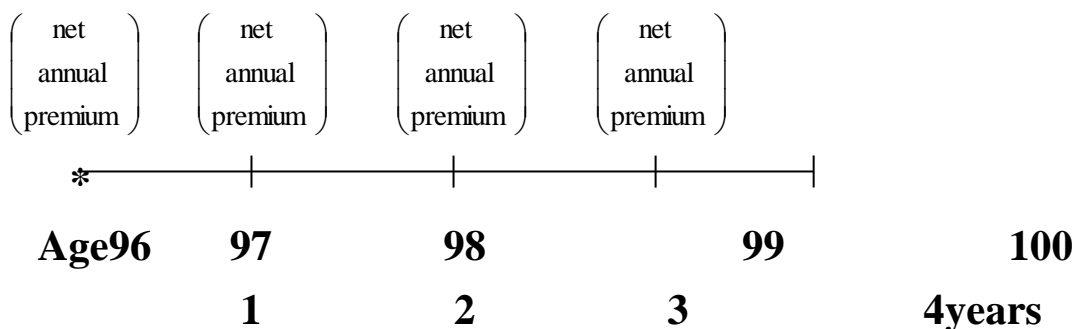 net net net net
annual annual annual annual
premium premium premium premium
*
Age96 97 98 99 100
1 2 3 4years